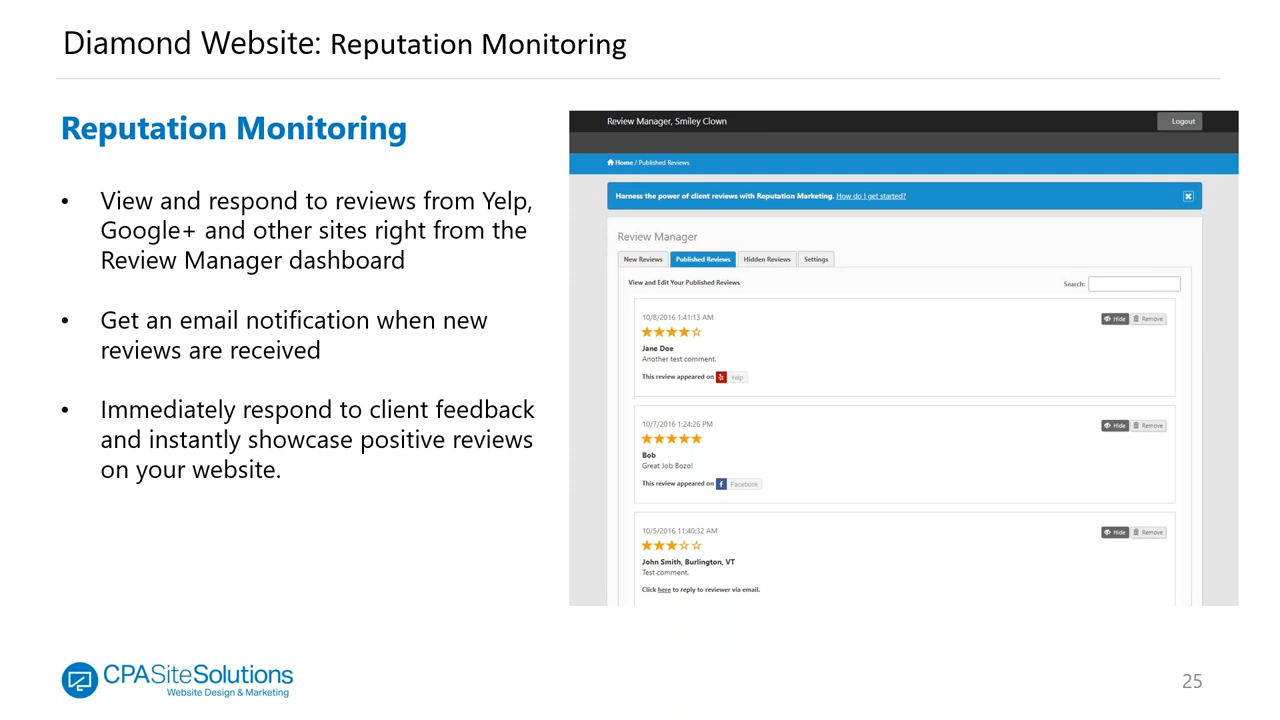 Diamond Website: Reputation Monitoring
Reputation Monitoring
• View and respond to reviews from Yelp,
Google+ and other sites right from the
Review Manager dashboard
• Get an email notification when new
reviews are received
• Immediately respond to client feedback
and instantly showcase positive reviews
on your website.
Review Manager, Smiley Clown
Logout
Home / Published Reviews
Harness the power of client reviews with Reputation Marketing. How do I get started?
Review Manager
New Reviews Published Reviews Hidden Reviews Settings
View and Edit Your Published Reviews
Search:
10/8/2016 1:41:13 AM
Hide Remove
Jane Doe
Another test comment.
This review appeared on Yelp
10/7/2016 1:24:26 PM
Hide Remove
Bob
Great Job Bozo!
This review appeared on Facebook
10/5/2016 11:40:32 AM
Hide Remove
John Smith, Burlington, VT
Test comment.
Click here to reply to reviewer via email.
CPASiteSolutions
Website Design & Marketing
25